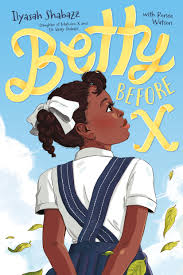 Ilyasah Shabazz
Daughter of Malcolm X and
Dr. Betty Shabazz
with Renée
Watson
Betty
BEFORE
X